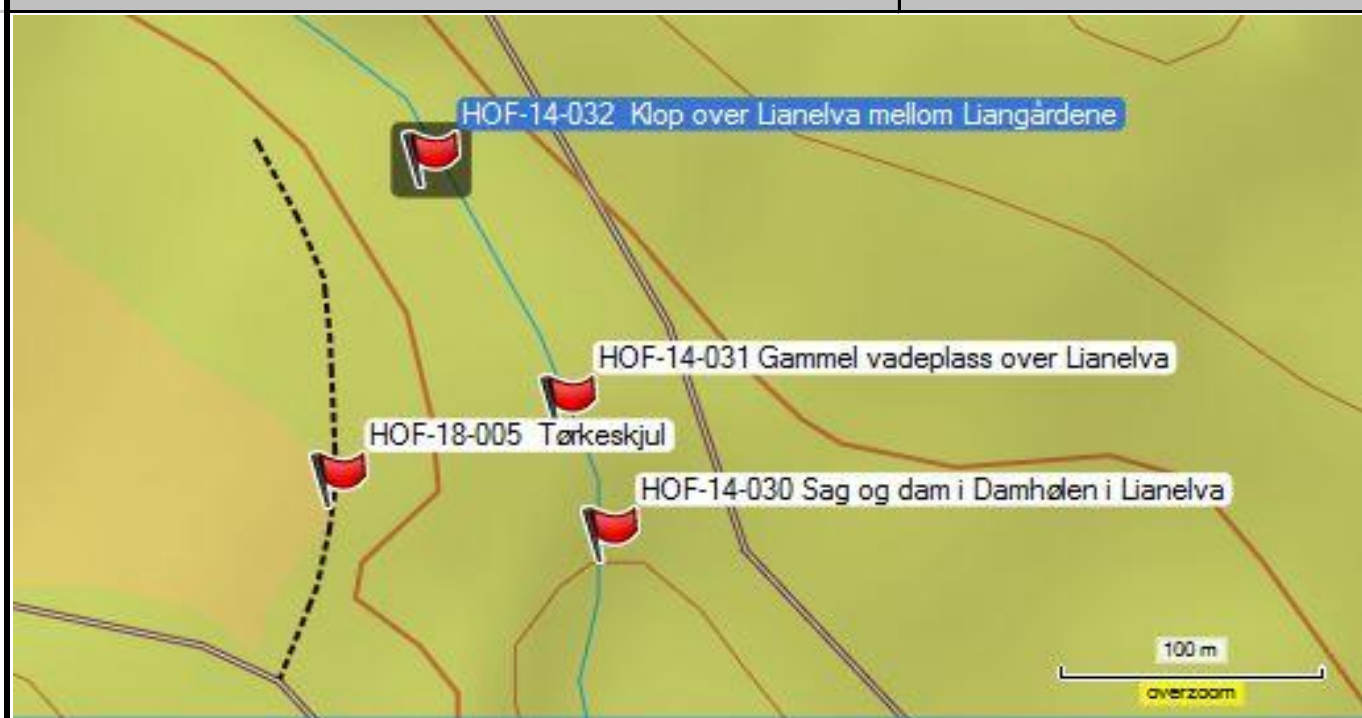 HOF-14-032 Klop over Lianelva mellom Liangårdene
HOF-14-031 Gammel vadeplass over Lianelva
HOF-18-005 Tørkeskjul
HOF-14-030 Sag og dam i Damhølen i Lianelva
100 m
overzoom